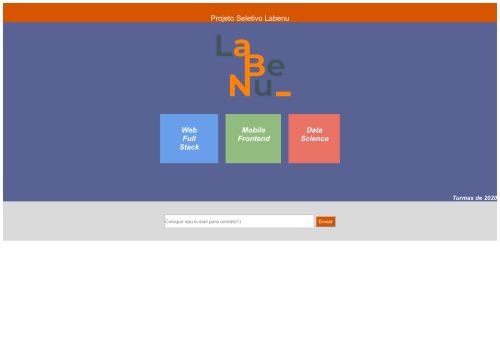 Projeto Seletivo Labenu
LaBeNu_
Web Full Stack
Mobile Frontend
Data Science
Turmas de 2020
Coloque seu e-mail para contato!:)
Enviar